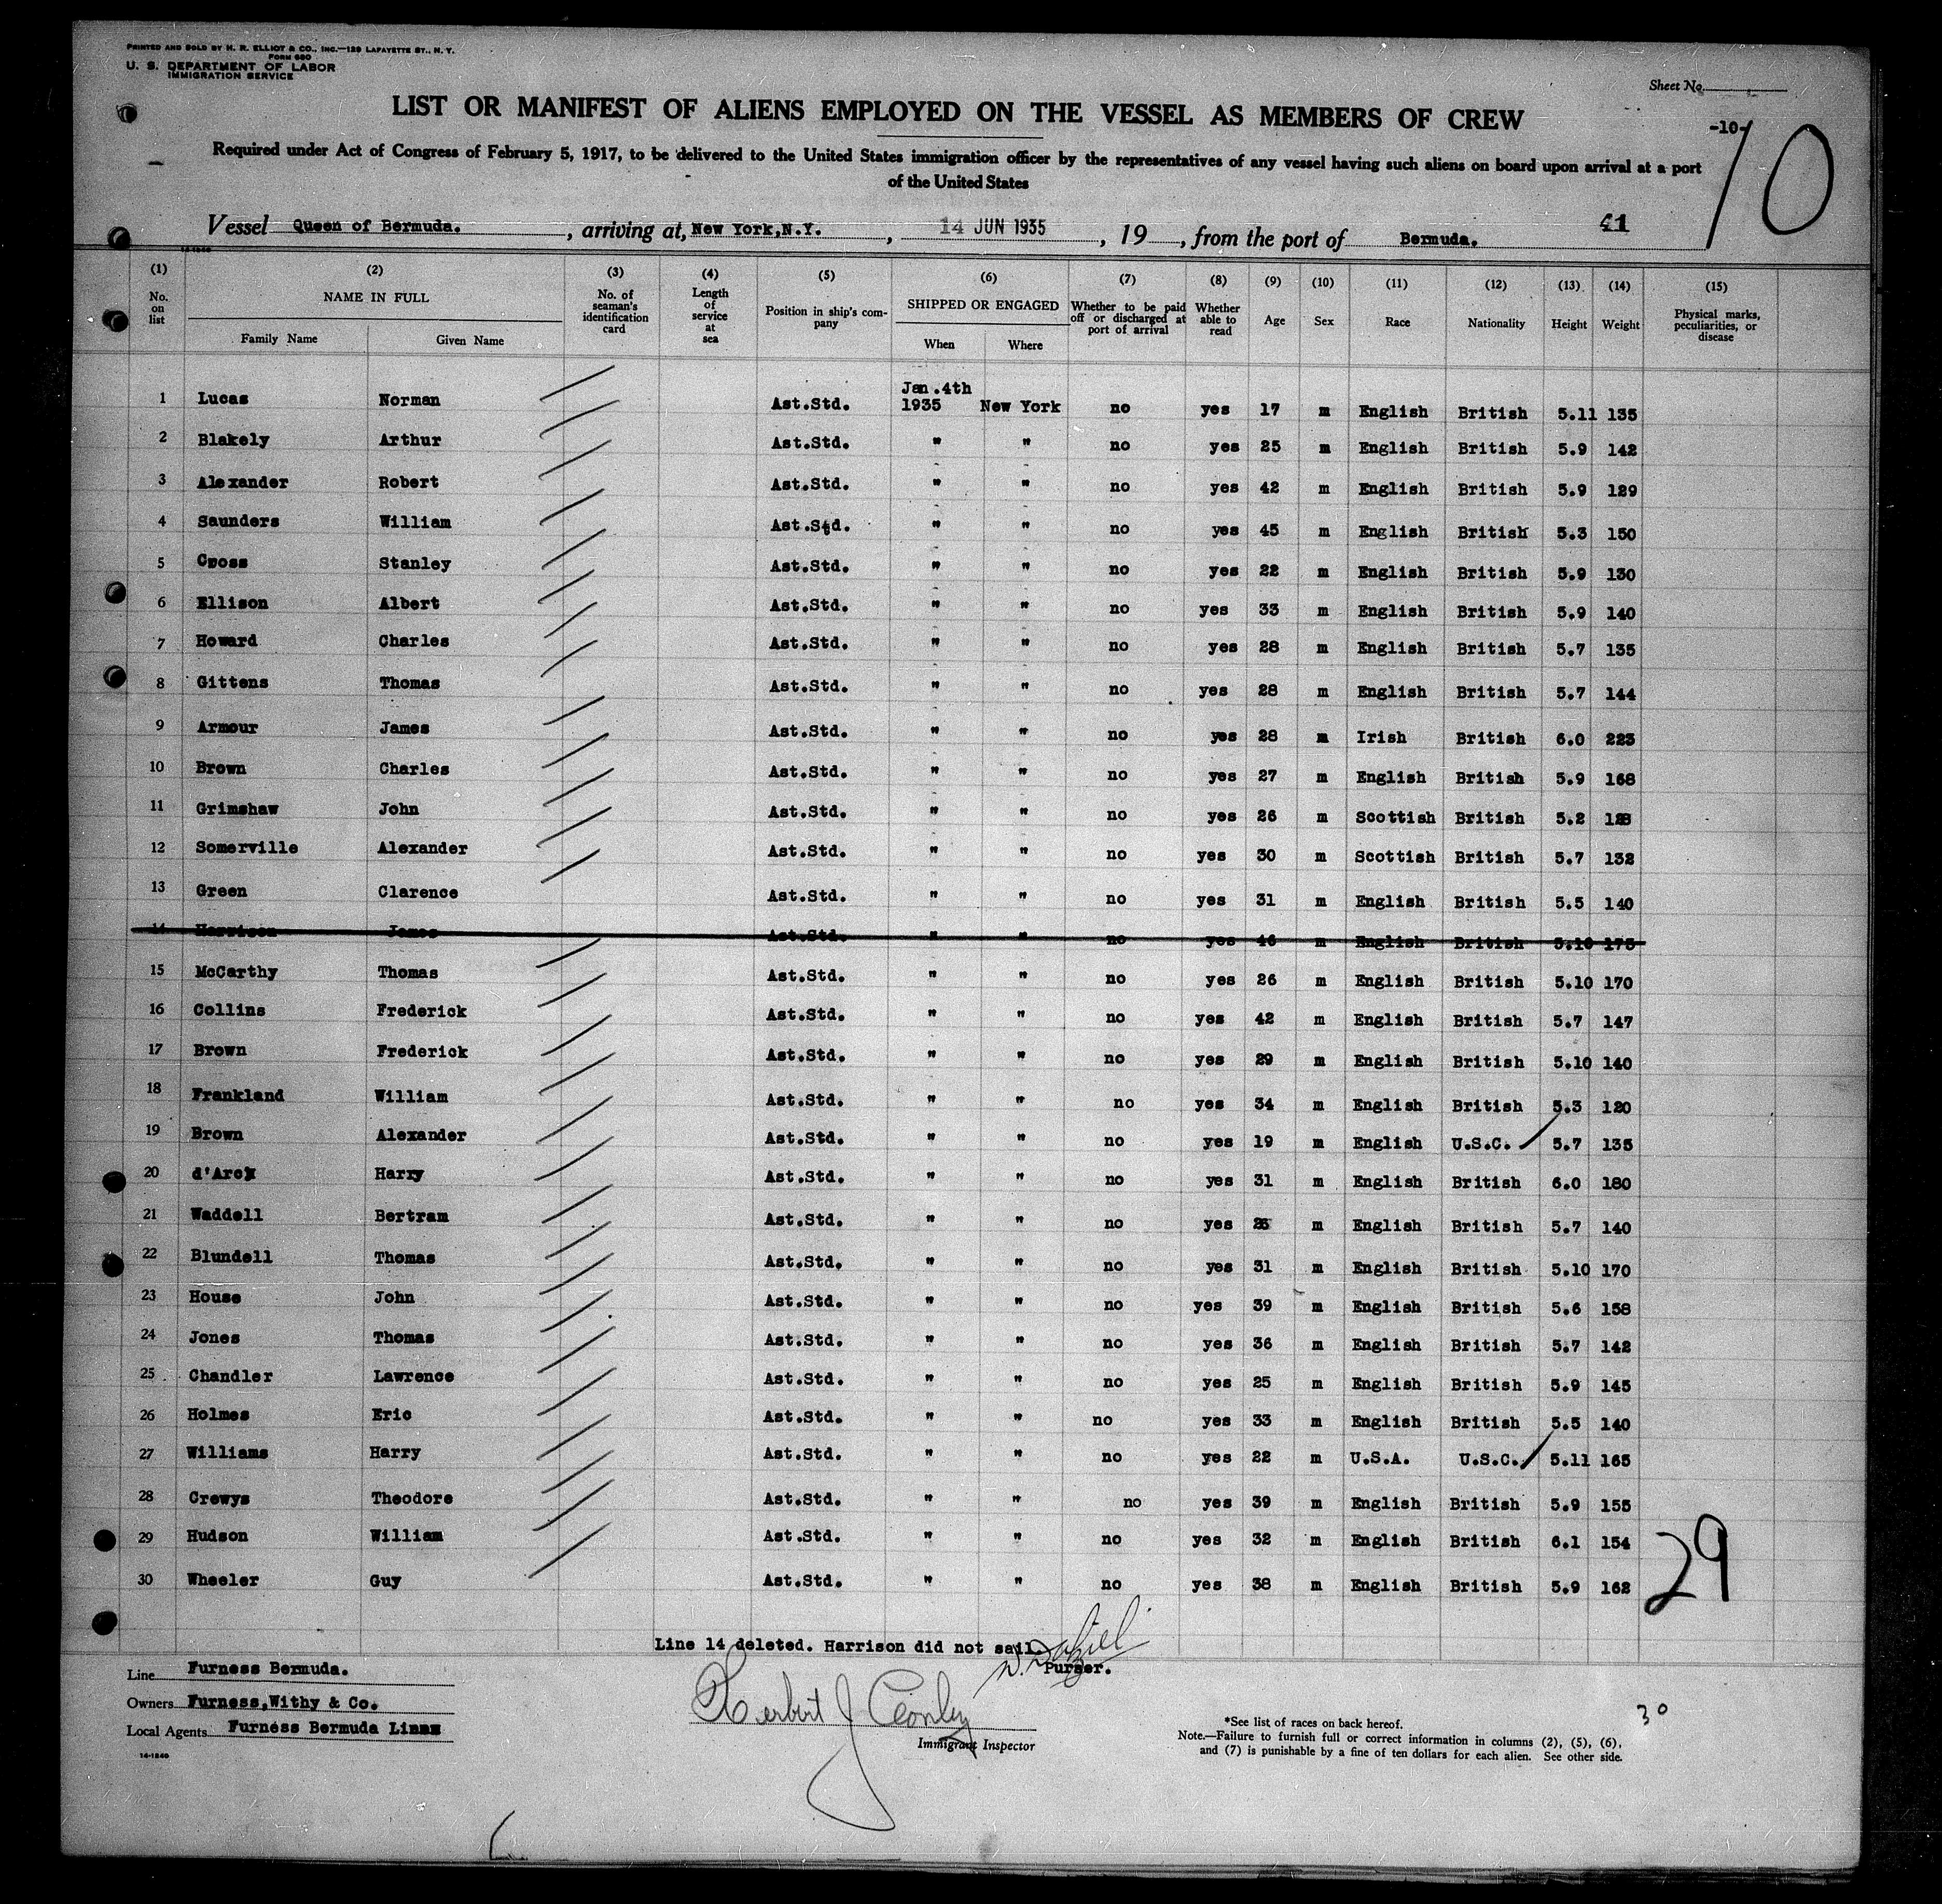 PRINTED AND SOLD BY H. R. ELLIOT & CO., INC.—129 LAFAYETTE ST., N. Y.
FORM 680
U. S. DEPARTMENT OF LABOR
IMMIGRATION SERVICE
Sheet No.
LIST OR MANIFEST OF ALIENS EMPLOYED ON THE VESSEL AS MEMBERS OF CREW
-10-
10
Required under Act of Congress of February 5, 1917, to be delivered to the United States immigration officer by the representatives of any vessel having such aliens on board upon arrival at a port
of the United States
41
Vessel Queen of Bermuda. , arriving at, New York,N.Y. , 14 JUN 1935 , 19 , from the port of Bermuda.
14-1240
(1) (2) (3) (4) (5) (6) (7) (8) (9) (10) (11) (12) (13) (14) (15)
No. on list NAME IN FULL Family Name Given Name No. of seaman's identification card Length of service at sea Position in ship's company SHIPPED OR ENGAGED When Where Whether to be paid off or discharged at port of arrival Whether able to read Age Sex Race Nationality Height Weight Physical marks, peculiarities, or disease
1 Lucas Norman Ast.Std. Jan.4th 1935 New York no yes 17 m English British 5.11 135
2 Blakely Arthur Ast.Std. " " no yes 25 m English British 5.9 142
3 Alexander Robert Ast.Std. " " no yes 42 m English British 5.9 129
4 Saunders William Ast.Std. " " no yes 45 m English British 5.3 150
5 Cross Stanley Ast.Std. " " no yes 22 m English British 5.9 130
6 Ellison Albert Ast.Std. " " no yes 33 m English British 5.9 140
7 Howard Charles Ast.Std. " " no yes 28 m English British 5.7 135
8 Gittens Thomas Ast.Std. " " no yes 28 m English British 5.7 144
9 Armour James Ast.Std. " " no yes 28 m Irish British 6.0 223
10 Brown Charles Ast.Std. " " no yes 27 m English British 5.9 168
11 Grimshaw John Ast.Std. " " no yes 26 m Scottish British 5.2
12 Somerville Alexander Ast.Std. " " no yes 30 m Scottish British 5.7 132
13 Green Clarence Ast.Std. " " no yes 31 m English British 5.5 140
14 Harrison James Ast.Std. " " no yes 46 m English British 5.10 175
15 McCarthy Thomas Ast.Std. " " no yes 26 m English British 5.10 170
16 Collins Frederick Ast.Std. " " no yes 42 m English British 5.7 147
17 Brown Frederick Ast.Std. " " no yes 29 m English British 5.10 140
18 Frankland William Ast.Std. " " no yes 34 m English British 5.3 120
19 Brown Alexander Ast.Std. " " no yes 19 m English U.S.C. 5.7 135
20 d'Arcy Harry Ast.Std. " " no yes 31 m English British 6.0 180
21 Waddell Bertram Ast.Std. " " no yes m English British 5.7 140
22 Blundell Thomas Ast.Std. " " no yes 31 m English British 5.10 170
23 House John Ast.Std. " " no yes 39 m English British 5.6 158
24 Jones Thomas Ast.Std. " " no yes 36 m English British 5.7 142
25 Chandler Lawrence Ast.Std. " " no yes 25 m English British 5.9 145
26 Holmes Eric Ast.Std. " " no yes 33 m English British 5.5 140
27 Williams Harry Ast.Std. " " no yes 22 m U.S.A. U.S.C. 5.11 165
28 Crewys Theodore Ast.Std. " " no yes 39 m English British 5.9 155
29 Hudson William Ast.Std. " " no yes 32 m English British 6.1 154
30 Wheeler Guy Ast.Std. " " no yes 38 m English British 5.9 162
29
Line 14 deleted. Harrison did not sail.
Purser.
Line Furness Bermuda.
Owners Furness,Withy & Co.
Local Agents Furness Bermuda Lines
14-1240
Herbert J
Immigrant Inspector
30
*See list of races on back hereof.
Note.—Failure to furnish full or correct information in columns (2), (5), (6),
and (7) is punishable by a fine of ten dollars for each alien. See other side.